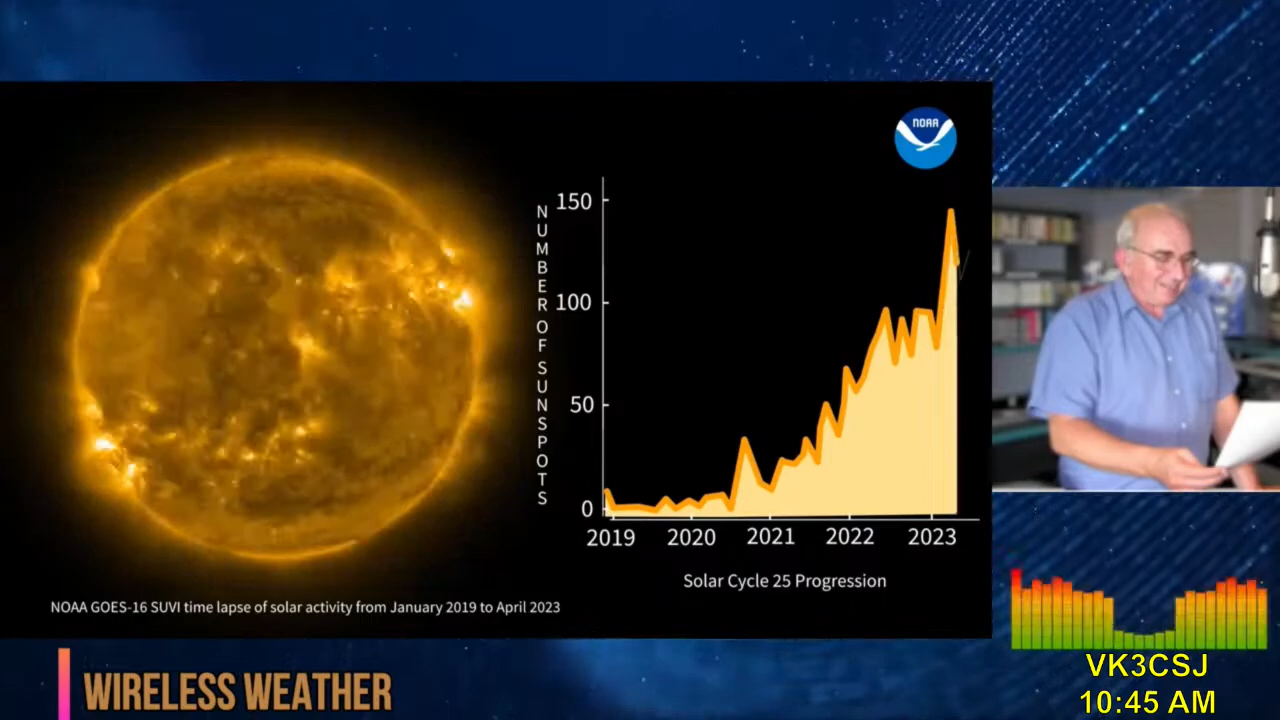 NOAA
NUMBER OF SUNSPOTS
150
100
50
0
2019 2020 2021 2022 2023
Solar Cycle 25 Progression
NOAA GOES-16 SUVI time lapse of solar activity from January 2019 to April 2023
WIRELESS WEATHER
VK3CSJ
10:45 AM